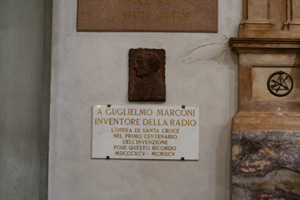 A GUGLIELMO MARCONI
INVENTORE DELLA RADIO
L'OPERA DI SANTA CROCE
NEL PRIMO CENTENARIO
DELL'INVENZIONE
POSE QUESTO RICORDO
MDCCCXCV - MCMXCV